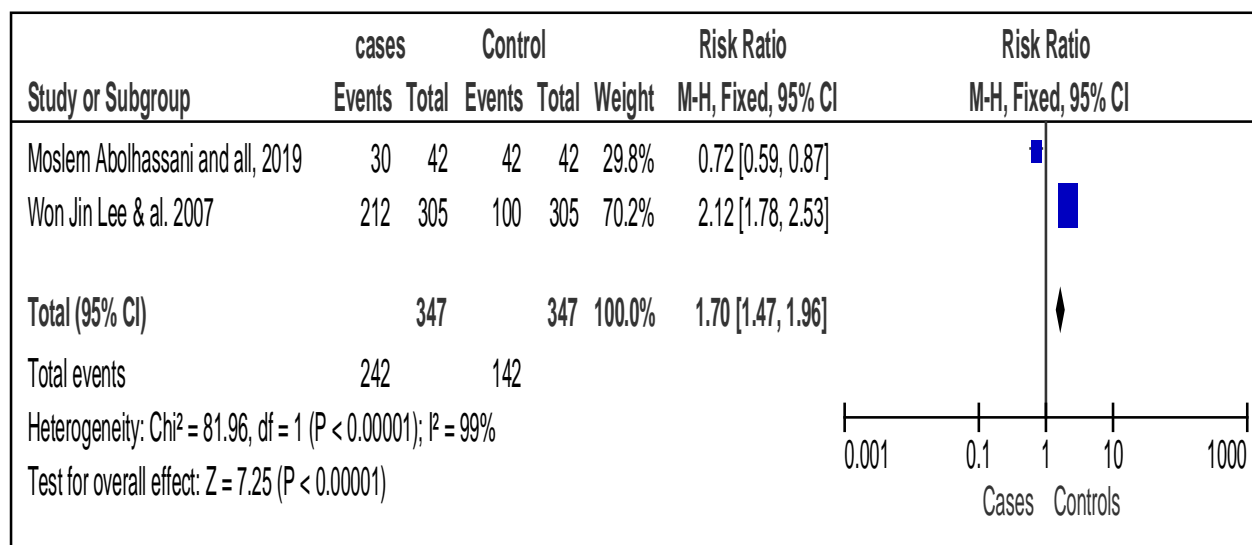 cases Control Risk Ratio Risk Ratio
Study or Subgroup Events Total Events Total Weight M-H, Fixed, 95% CI M-H, Fixed, 95% CI
Moslem Abolhassani and all, 2019 30 42 42 42 29.8% 0.72 [0.59, 0.87]
Won Jin Lee & al. 2007 212 305 100 305 70.2% 2.12 [1.78, 2.53]
Total (95% CI) 347 347 100.0% 1.70 [1.47, 1.96]
Total events 242 142
Heterogeneity: Chi² = 81.96, df = 1 (P < 0.00001); I² = 99%
Test for overall effect: Z = 7.25 (P < 0.00001)
0.001 0.1 1 10 1000
Cases Controls